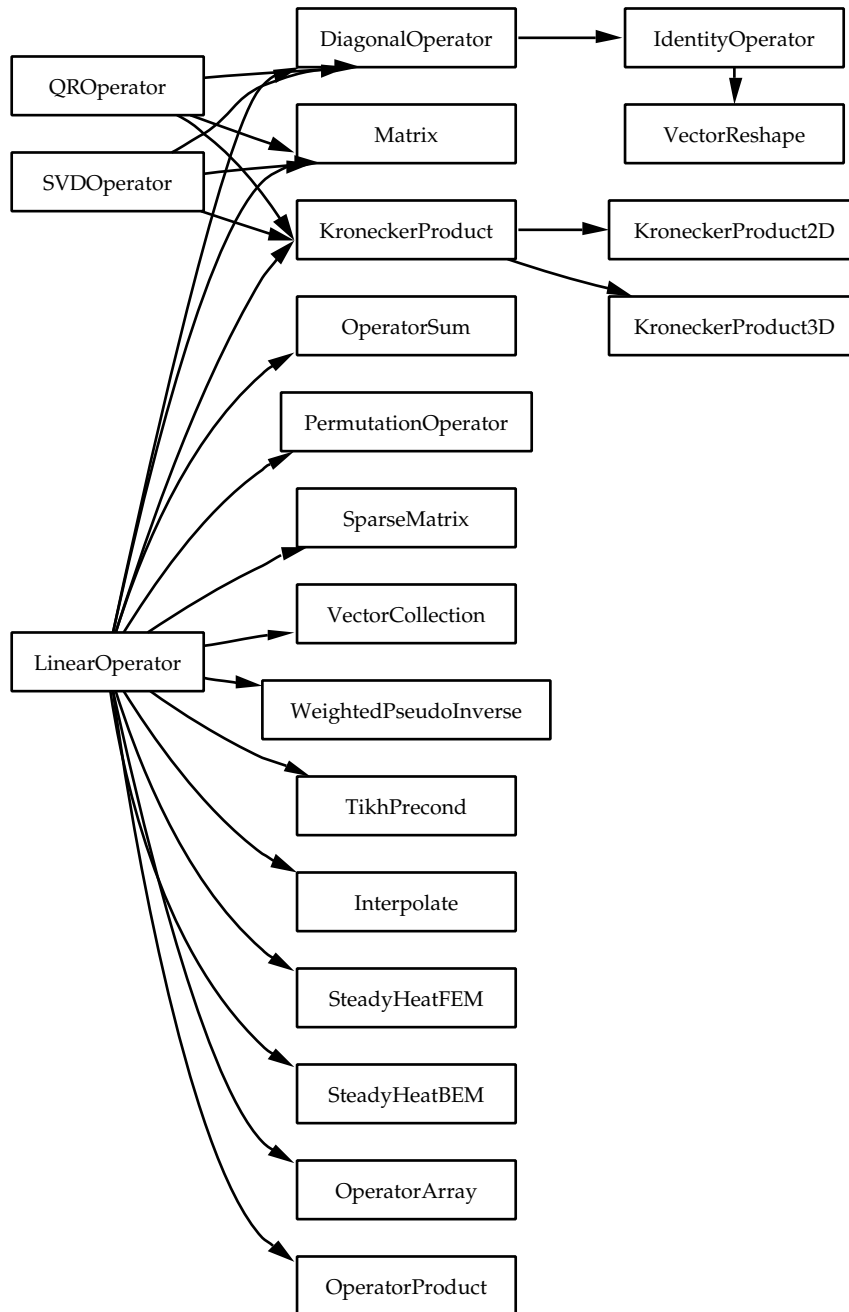 DiagonalOperator
IdentityOperator
QROperator
Matrix
VectorReshape
SVDOperator
KroneckerProduct
KroneckerProduct2D
OperatorSum
KroneckerProduct3D
PermutationOperator
SparseMatrix
VectorCollection
LinearOperator
WeightedPseudoInverse
TikhPrecond
Interpolate
SteadyHeatFEM
SteadyHeatBEM
OperatorArray
OperatorProduct